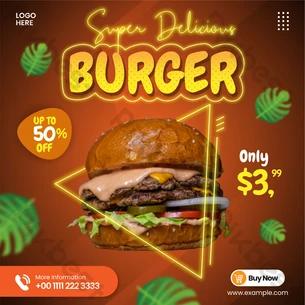 LOGO
HERE
Super Delicious
BURGER
UP TO
50%
OFF
Only
$3,99
More Information
+00 1111 222 3333
Buy Now
www.example.com